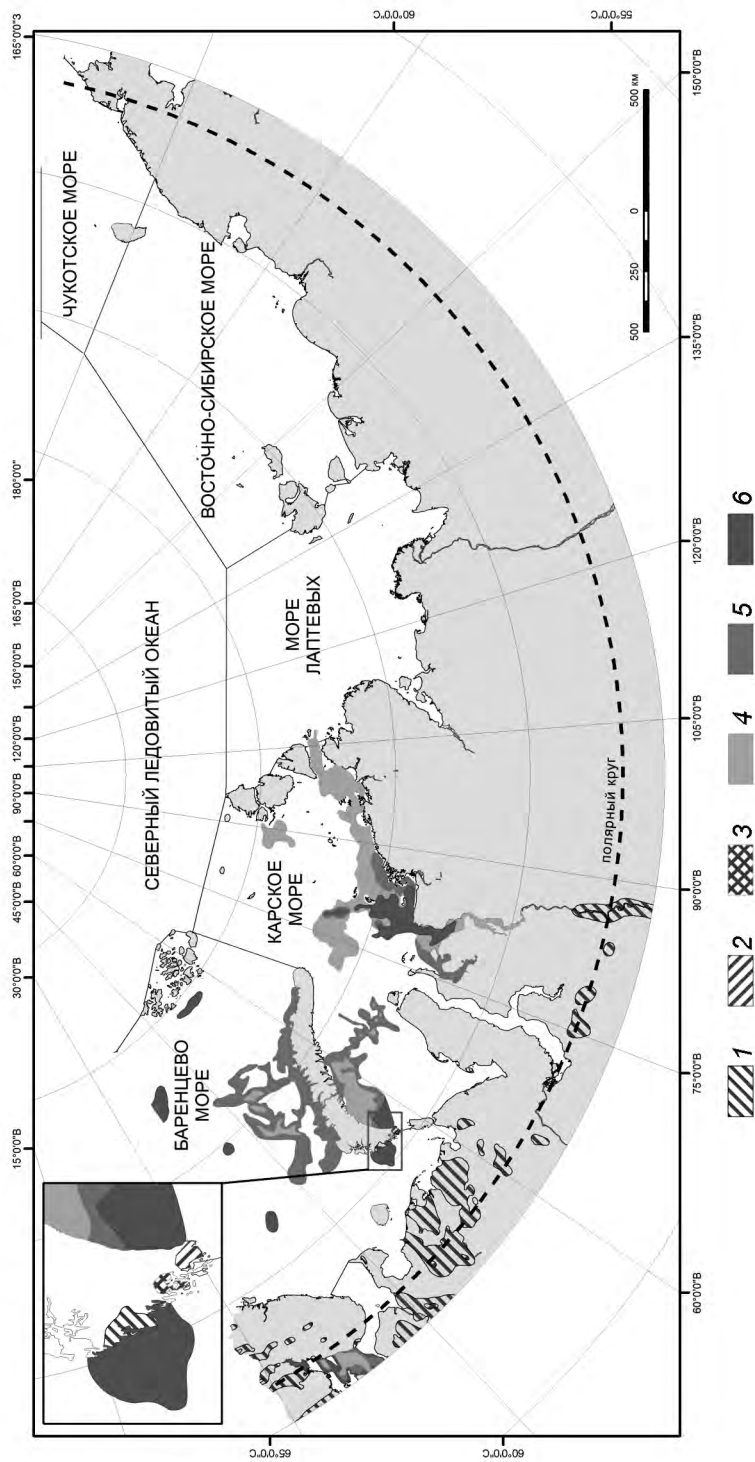 15°0'0"В
30°0'0"В
45°0'0"В
60°0'0"В
90°0'0"В
120°0'0"В
150°0'0"В
165°0'0"В
180°0'0"
165°0'0"З
ЧУКОТСКОЕ МОРЕ
СЕВЕРНЫЙ ЛЕДОВИТЫЙ ОКЕАН
ВОСТОЧНО-СИБИРСКОЕ МОРЕ
БАРЕНЦЕВО
МОРЕ
КАРСКОЕ
МОРЕ
МОРЕ
ЛАПТЕВЫХ
65°0'0"С
60°0'0"С
60°0'0"С
55°0'0"С
полярный круг
500 250 0 500 км
60°0'0"В
75°0'0"В
90°0'0"В
105°0'0"В
120°0'0"В
135°0'0"В
150°0'0"В
1 2 3 4 5 6